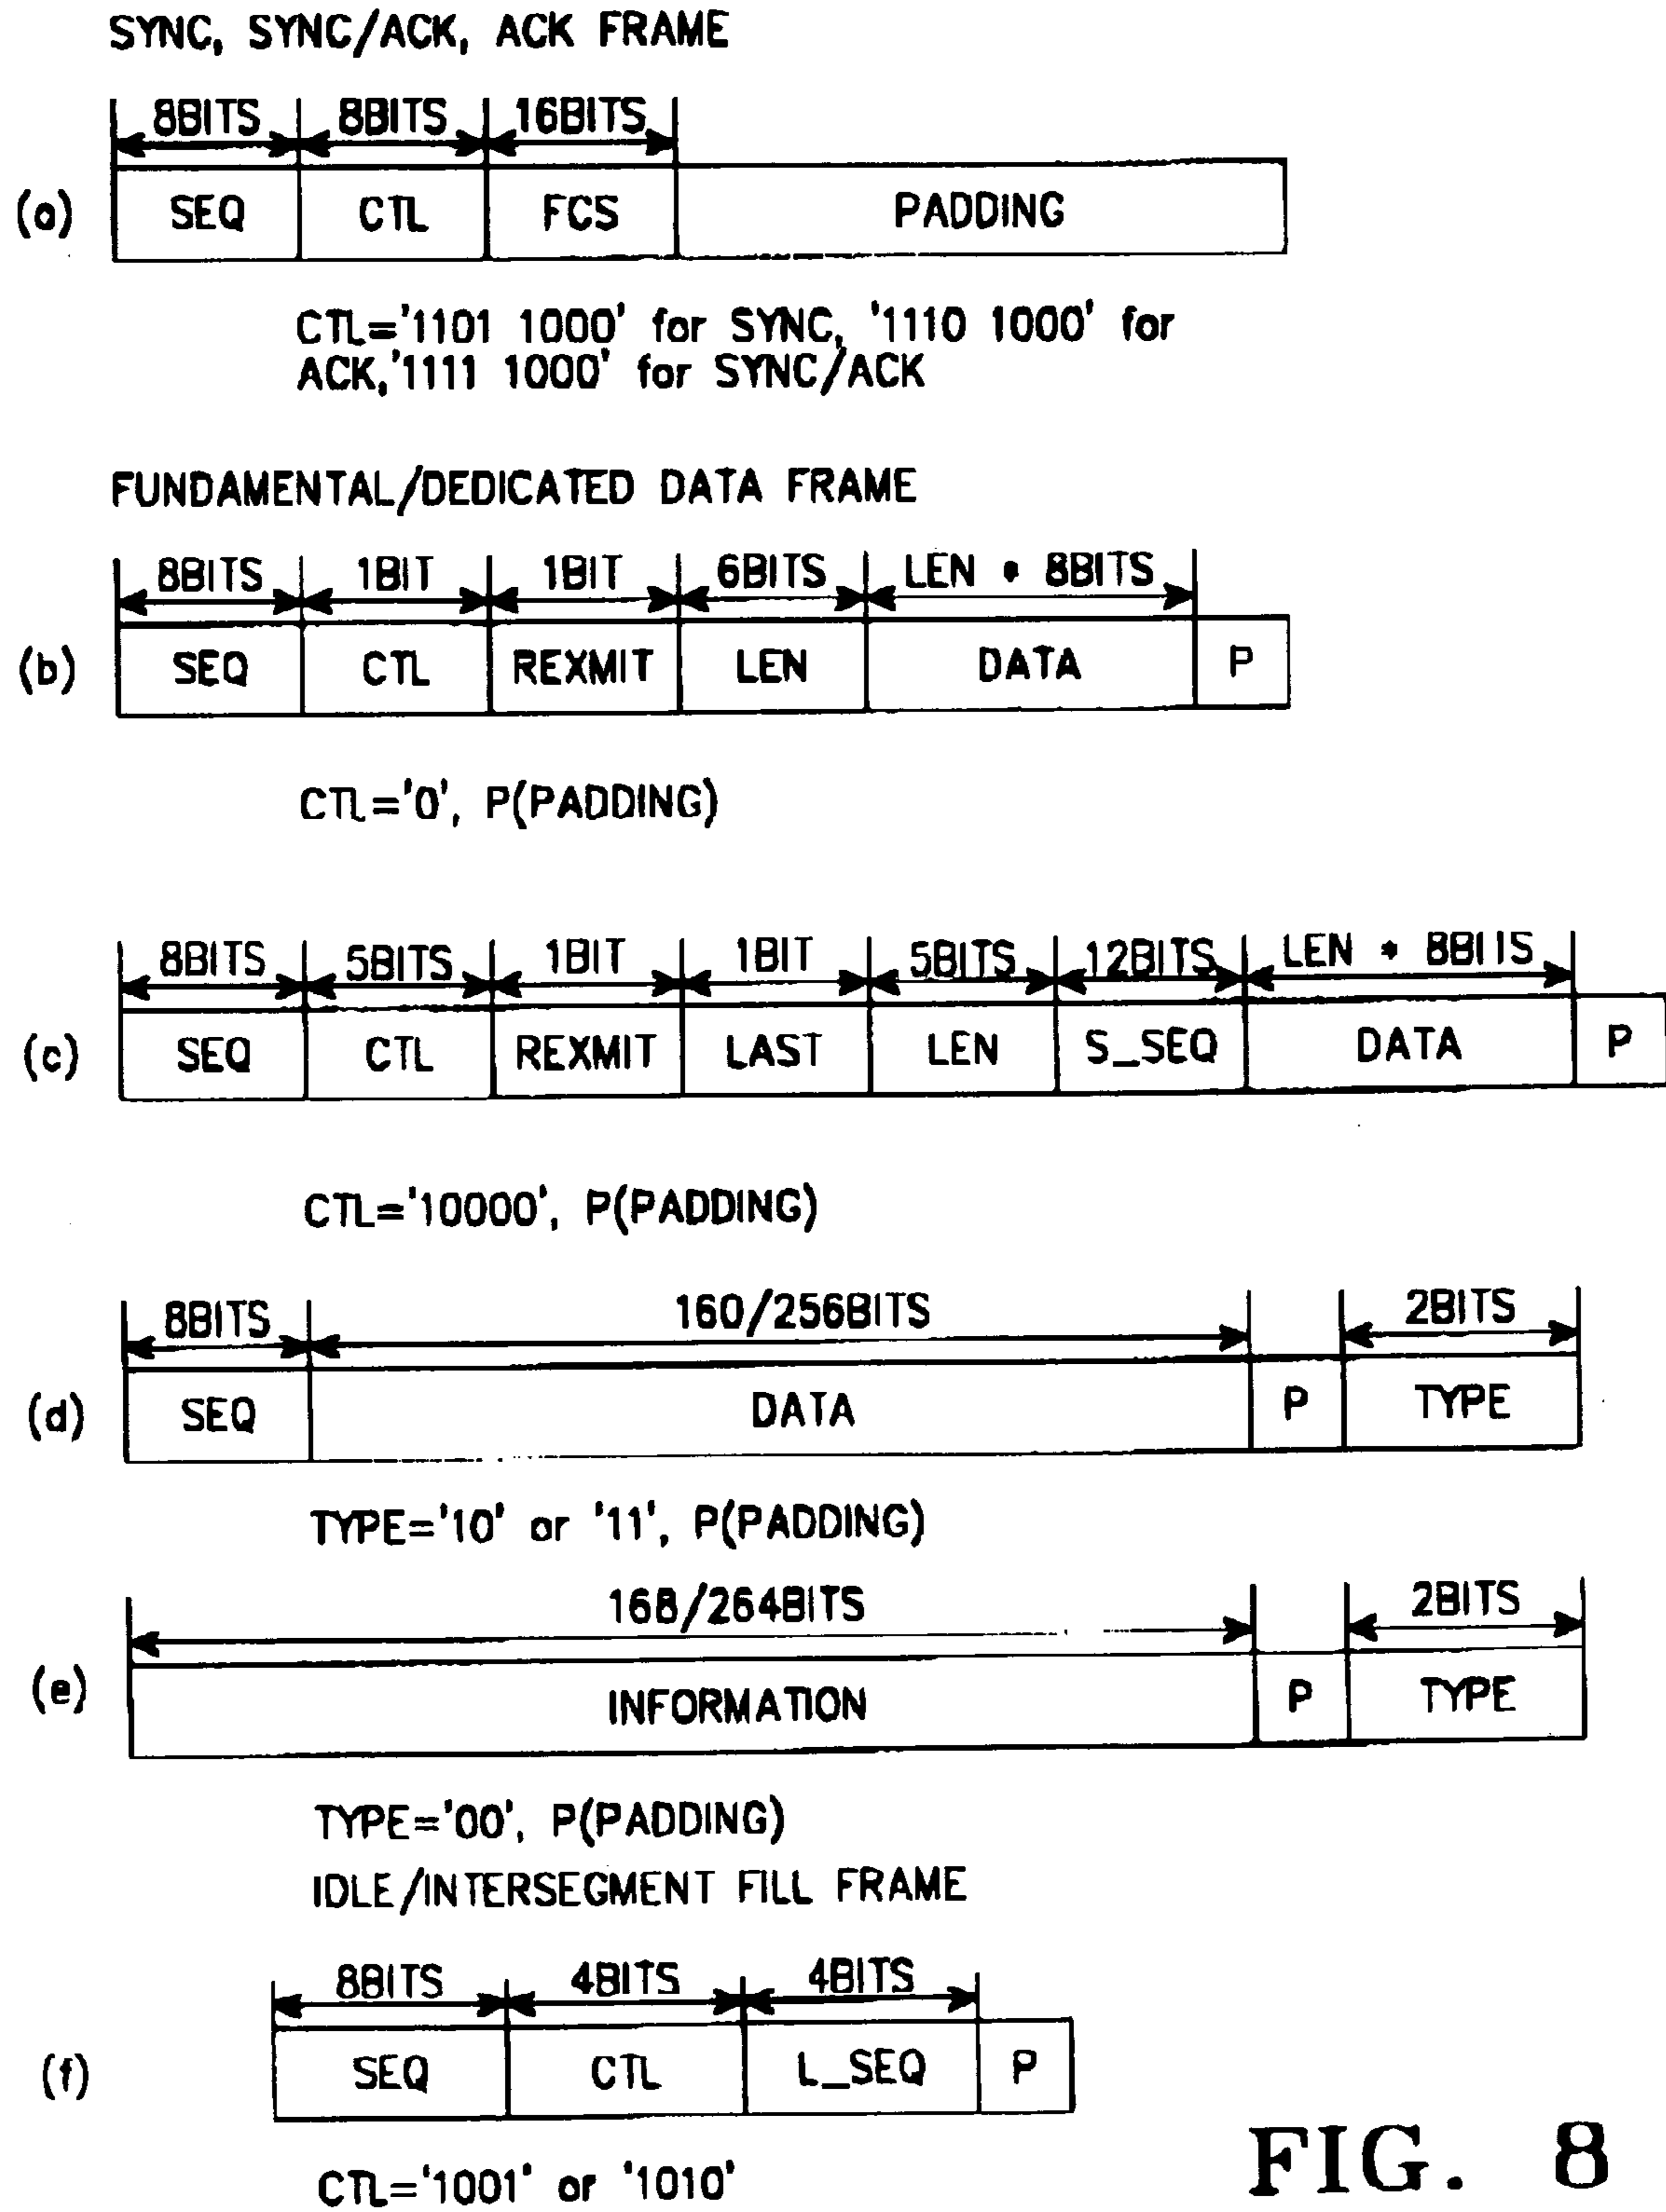 SYNC, SYNC/ACK, ACK FRAME
8BITS 8BITS 16BITS
(a) SEQ CTL FCS PADDING
CTL='1101 1000' for SYNC, '1110 1000' for
ACK,'1111 1000' for SYNC/ACK
FUNDAMENTAL/DEDICATED DATA FRAME
8BITS 1BIT 1BIT 6BITS LEN * 8BITS
(b) SEQ CTL REXMIT LEN DATA P
CTL='0', P(PADDING)
8BITS 5BITS 1BIT 1BIT 5BITS 12BITS LEN * 8BITS
(c) SEQ CTL REXMIT LAST LEN S_SEQ DATA P
CTL='10000', P(PADDING)
8BITS 160/256BITS 2BITS
(d) SEQ DATA P TYPE
TYPE='10' or '11', P(PADDING)
168/264BITS 2BITS
(e) INFORMATION P TYPE
TYPE='00', P(PADDING)
IDLE/INTERSEGMENT FILL FRAME
8BITS 4BITS 4BITS
(f) SEQ CTL L_SEQ P
CTL='1001' or '1010'
FIG. 8